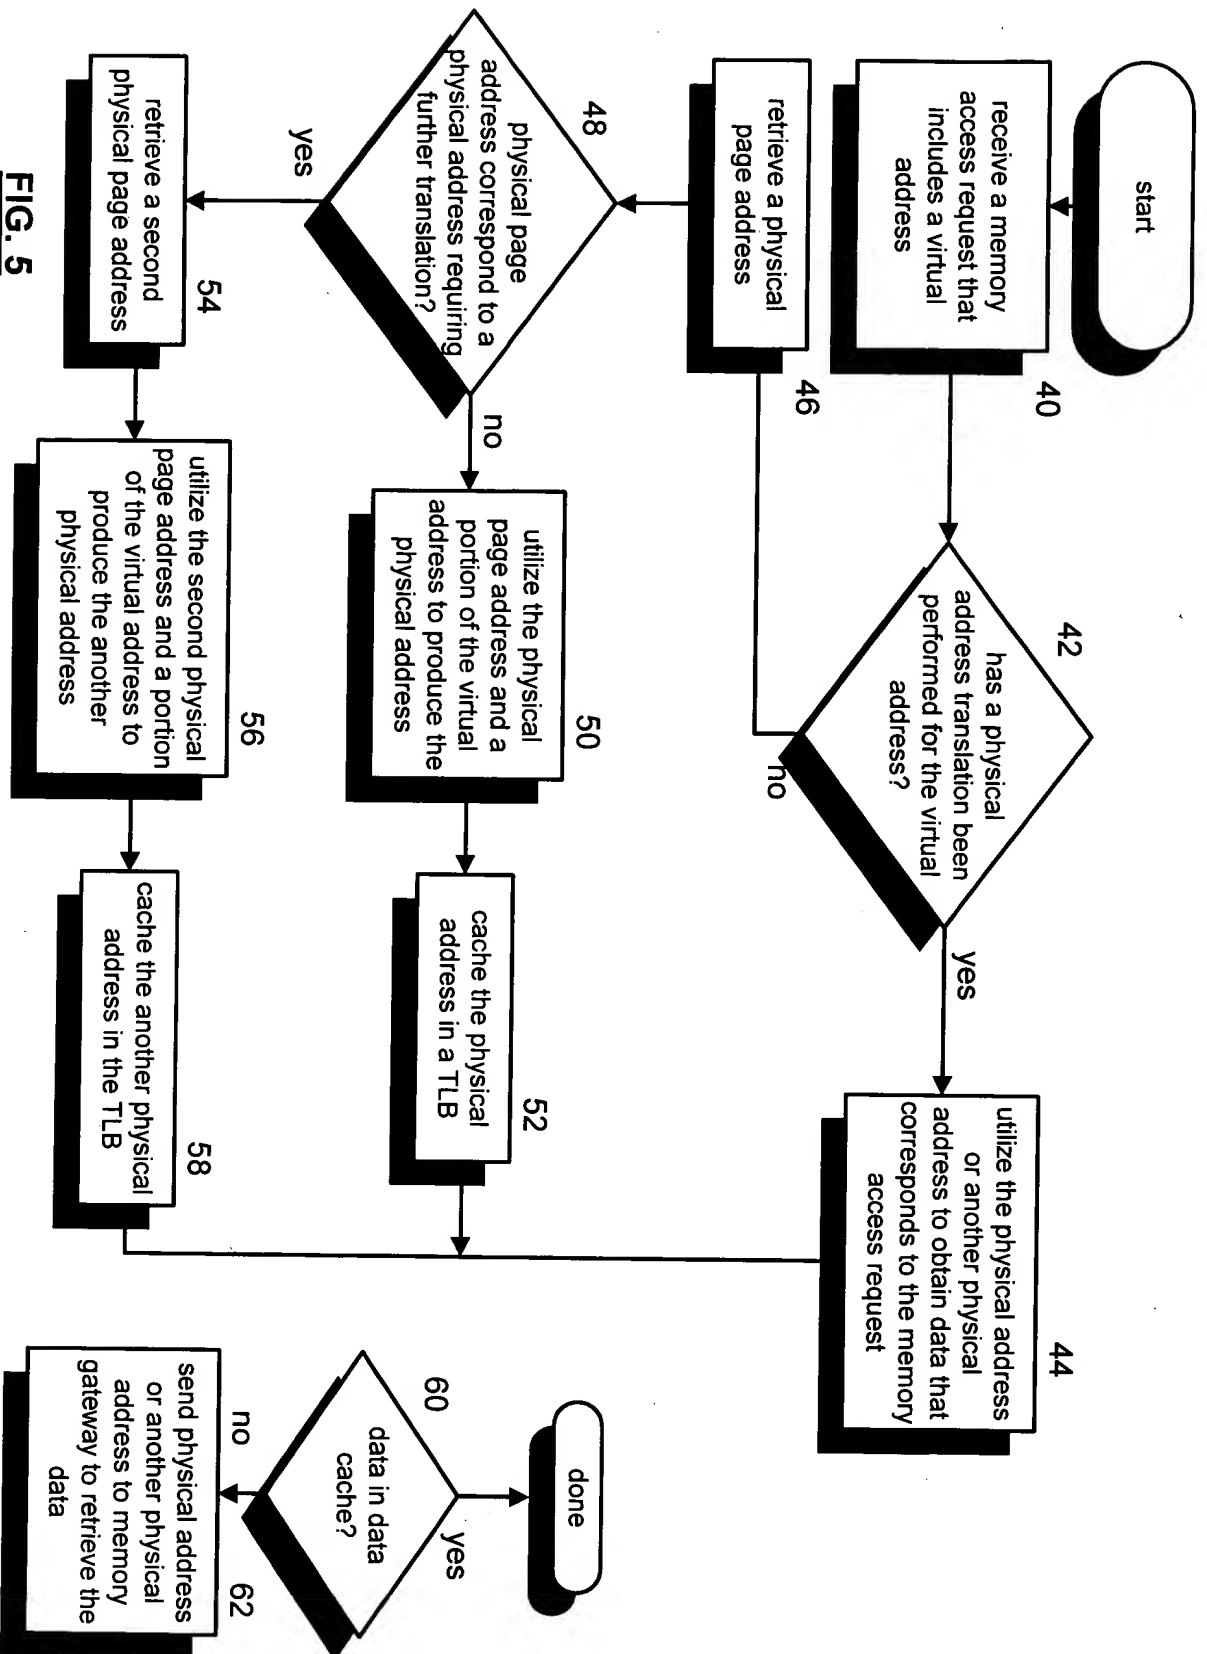 start
receive a memory
access request that
includes a virtual
address
40
42
has a physical
address translation been
performed for the virtual
address?
yes
no
44
utilize the physical address
or another physical
address to obtain data that
corresponds to the memory
access request
46
retrieve a physical
page address
48
physical page
address correspond to a
physical address requiring
further translation?
no
yes
50
utilize the physical
page address and a
portion of the virtual
address to produce the
physical address
52
cache the physical
address in a TLB
54
retrieve a second
physical page address
56
utilize the second physical
page address and a portion
of the virtual address to
produce the another
physical address
58
cache the another physical
address in the TLB
done
60
data in data
cache?
yes
no
62
send physical address
or another physical
address to memory
gateway to retrieve the
data
FIG. 5